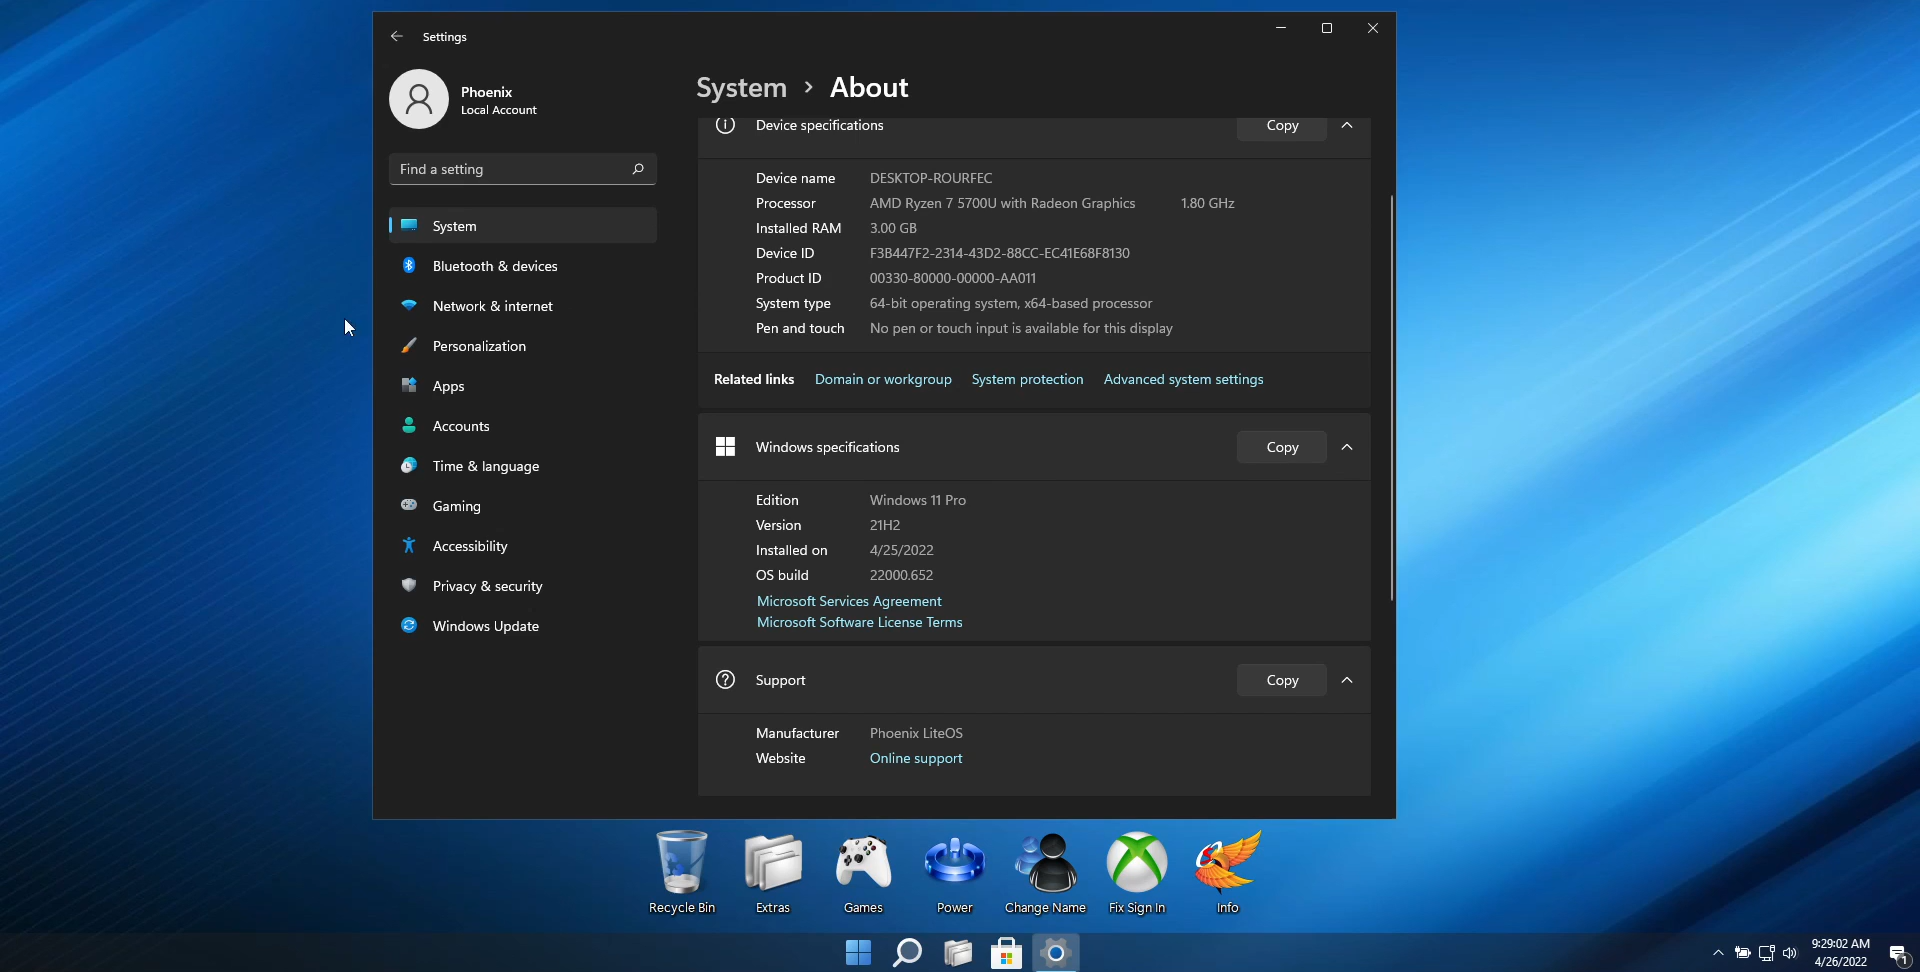 Settings
Phoenix
Local Account
Find a setting
System
Bluetooth & devices
Network & internet
Personalization
Apps
Accounts
Time & language
Gaming
Accessibility
Privacy & security
Windows Update
System > About
Device specifications Copy
Device name DESKTOP-ROURFEC
Processor AMD Ryzen 7 5700U with Radeon Graphics 1.80 GHz
Installed RAM 3.00 GB
Device ID F3B447F2-2314-43D2-88CC-EC41E68F8130
Product ID 00330-80000-00000-AA011
System type 64-bit operating system, x64-based processor
Pen and touch No pen or touch input is available for this display
Related links Domain or workgroup System protection Advanced system settings
Windows specifications Copy
Edition Windows 11 Pro
Version 21H2
Installed on 4/25/2022
OS build 22000.652
Microsoft Services Agreement
Microsoft Software License Terms
Support Copy
Manufacturer Phoenix LiteOS
Website Online support
Recycle Bin Extras Games Power Change Name Fix Sign In Info
9:29:02 AM
4/26/2022
1